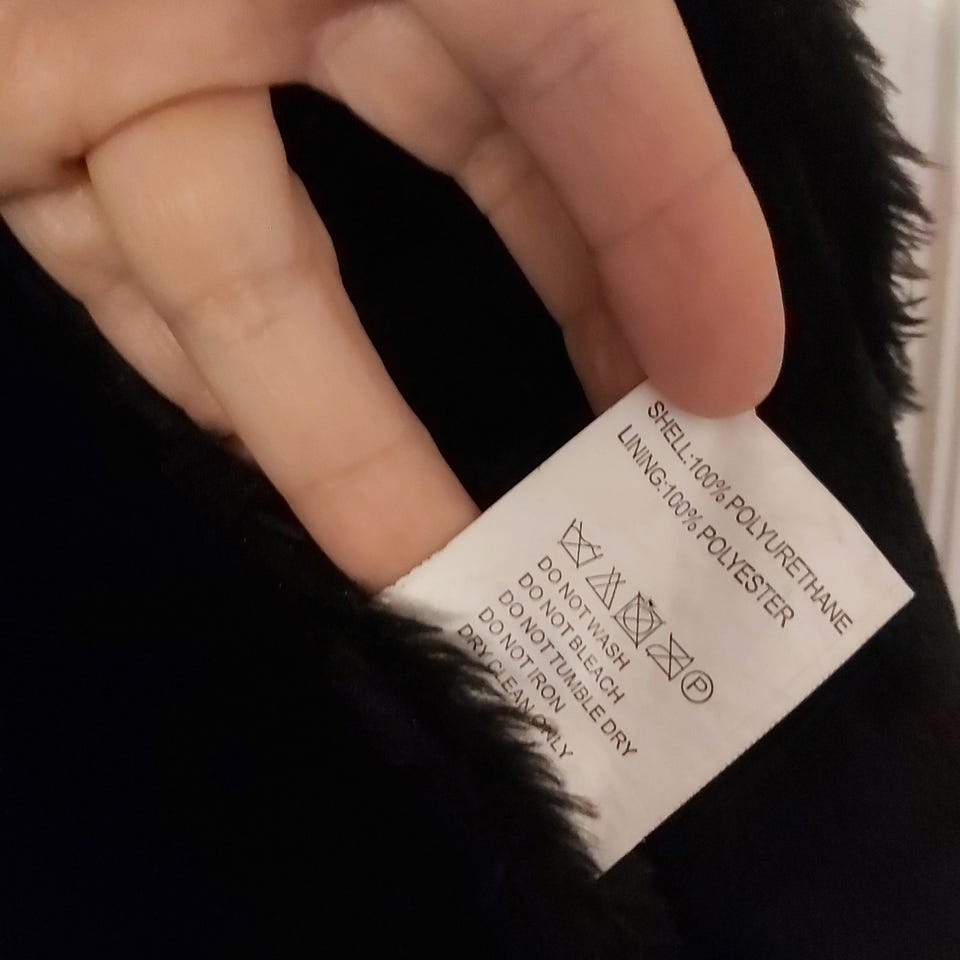 SHELL:100% POLYURETHANE
LINING:100% POLYESTER
P
DO NOT WASH
DO NOT BLEACH
DO NOT TUMBLE DRY
DO NOT IRON
DRY CLEAN ONLY